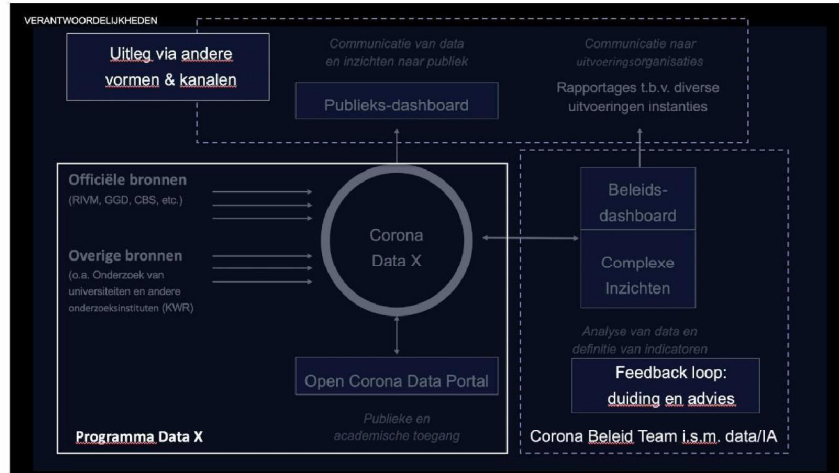 VERANTWOORDELIJKHEDEN
Uitleg via andere
vormen & kanalen
Communicatie van data
en inzichten naar publiek
Publieks-dashboard
Communicatie naar
uitvoeringsorganisaties
Rapportages t.b.v. diverse
uitvoeringen instanties
Officiële bronnen
(RIVM, GGD, CBS, etc.)
Overige bronnen
(o.a. Onderzoek van
universiteiten en andere
onderzoeksinstituten (KWR)
Corona
Data X
Beleids-
dashboard
Complexe
Inzichten
Analyse van data en
definitie van indicatoren
Open Corona Data Portal
Feedback loop:
duiding en advies
Publieke en
academische toegang
Programma Data X
Corona Beleid Team i.s.m. data/IA